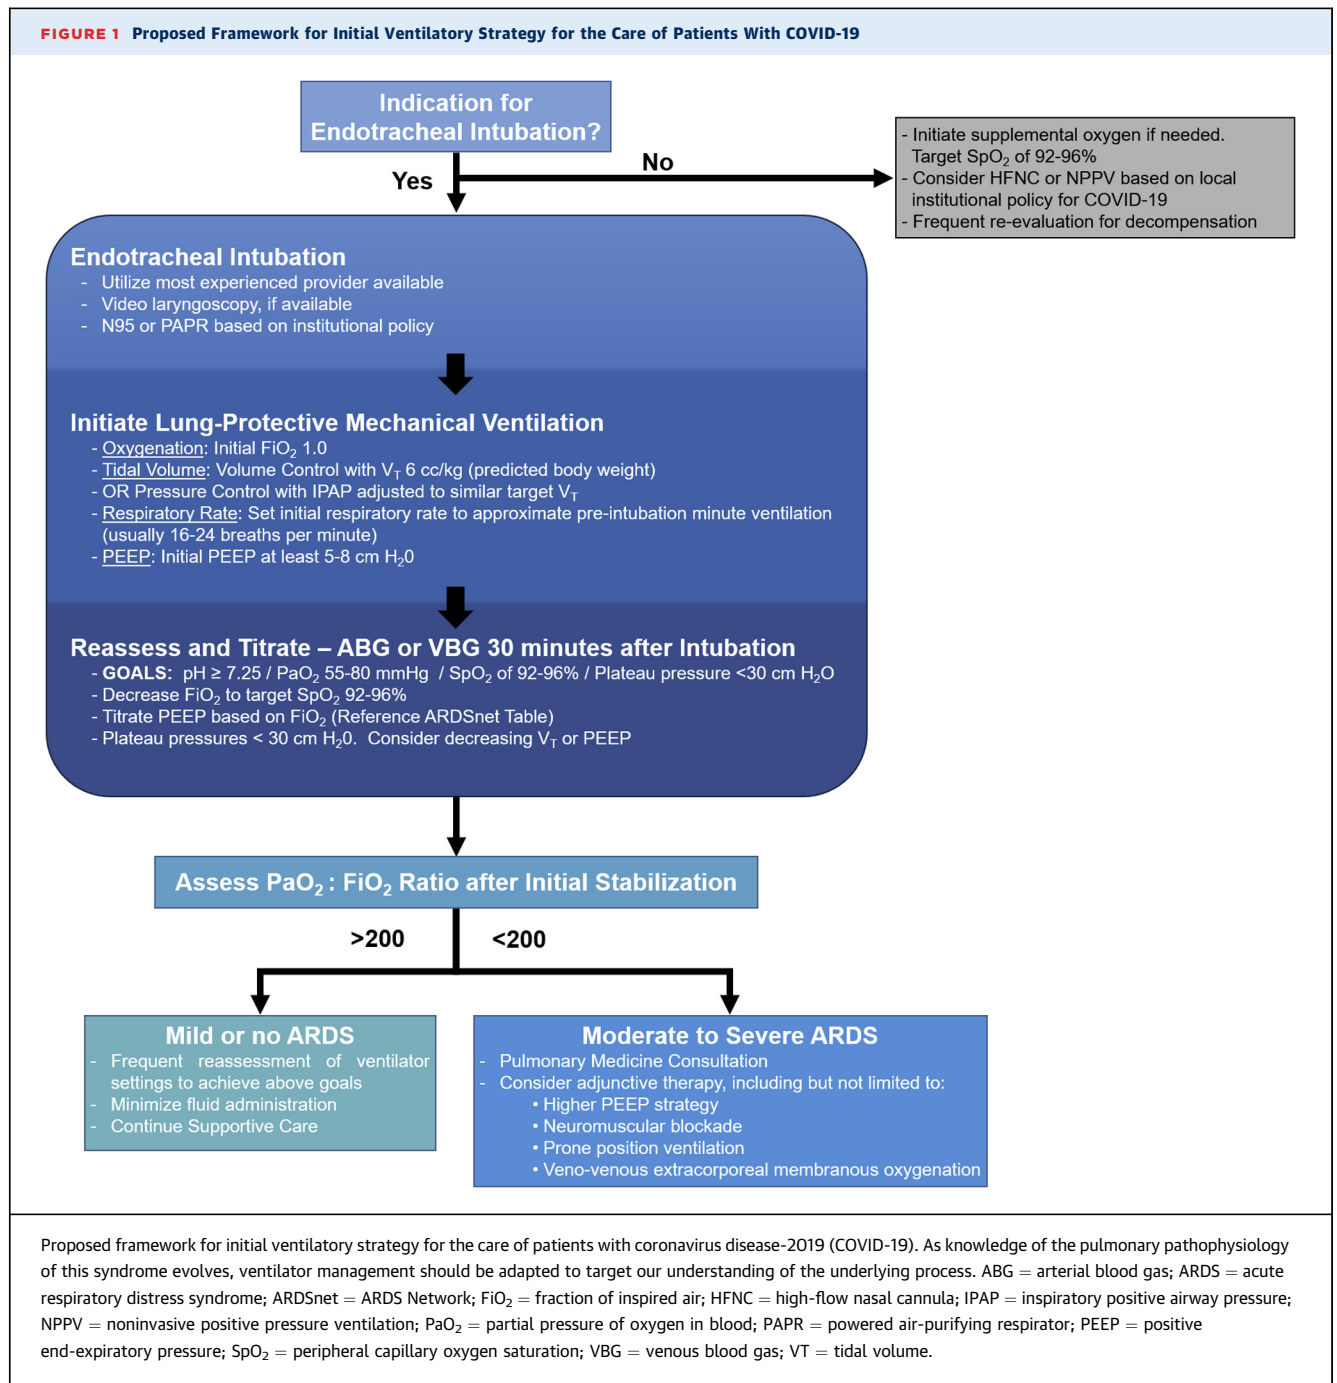 FIGURE 1 Proposed Framework for Initial Ventilatory Strategy for the Care of Patients With COVID-19
Indication for
Endotracheal Intubation?
Yes
No
- Initiate supplemental oxygen if needed.
Target SpO₂ of 92-96%
- Consider HFNC or NPPV based on local
institutional policy for COVID-19
- Frequent re-evaluation for decompensation
Endotracheal Intubation
- Utilize most experienced provider available
- Video laryngoscopy, if available
- N95 or PAPR based on institutional policy
Initiate Lung-Protective Mechanical Ventilation
- Oxygenation: Initial FiO₂ 1.0
- Tidal Volume: Volume Control with V_T 6 cc/kg (predicted body weight)
- OR Pressure Control with IPAP adjusted to similar target V_T
- Respiratory Rate: Set initial respiratory rate to approximate pre-intubation minute ventilation
(usually 16-24 breaths per minute)
- PEEP: Initial PEEP at least 5-8 cm H₂0
Reassess and Titrate – ABG or VBG 30 minutes after Intubation
- GOALS: pH ≥ 7.25 / PaO₂ 55-80 mmHg / SpO₂ of 92-96% / Plateau pressure <30 cm H₂O
- Decrease FiO₂ to target SpO₂ 92-96%
- Titrate PEEP based on FiO₂ (Reference ARDSnet Table)
- Plateau pressures < 30 cm H₂0. Consider decreasing V_T or PEEP
Assess PaO₂ : FiO₂ Ratio after Initial Stabilization
>200
<200
Mild or no ARDS
- Frequent reassessment of ventilator
settings to achieve above goals
- Minimize fluid administration
- Continue Supportive Care
Moderate to Severe ARDS
- Pulmonary Medicine Consultation
- Consider adjunctive therapy, including but not limited to:
• Higher PEEP strategy
• Neuromuscular blockade
• Prone position ventilation
• Veno-venous extracorporeal membranous oxygenation
Proposed framework for initial ventilatory strategy for the care of patients with coronavirus disease-2019 (COVID-19). As knowledge of the pulmonary pathophysiology
of this syndrome evolves, ventilator management should be adapted to target our understanding of the underlying process. ABG = arterial blood gas; ARDS = acute
respiratory distress syndrome; ARDSnet = ARDS Network; FiO₂ = fraction of inspired air; HFNC = high-flow nasal cannula; IPAP = inspiratory positive airway pressure;
NPPV = noninvasive positive pressure ventilation; PaO₂ = partial pressure of oxygen in blood; PAPR = powered air-purifying respirator; PEEP = positive
end-expiratory pressure; SpO₂ = peripheral capillary oxygen saturation; VBG = venous blood gas; VT = tidal volume.